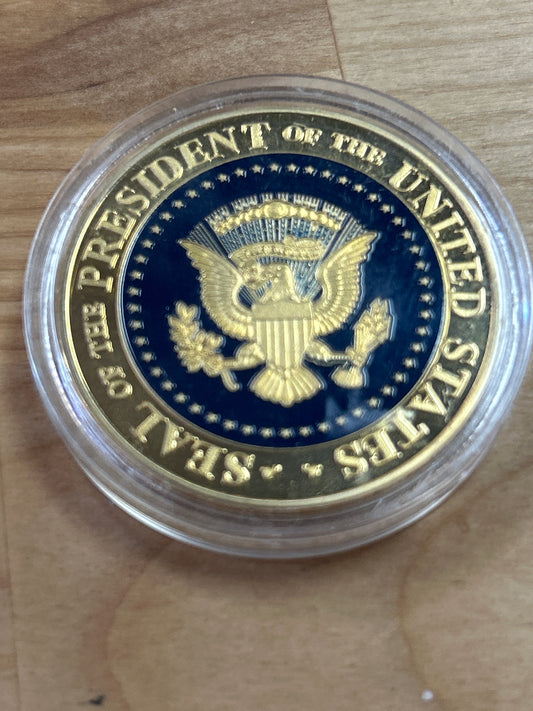 SEAL OF THE PRESIDENT OF THE UNITED STATES